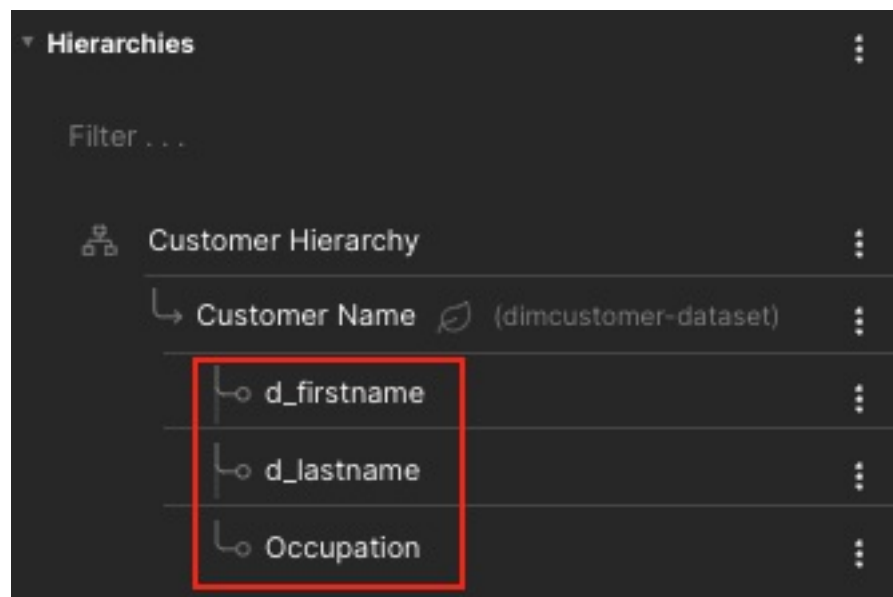 Hierarchies
Filter . . .
Customer Hierarchy
Customer Name (dimcustomer-dataset)
d_firstname
d_lastname
Occupation